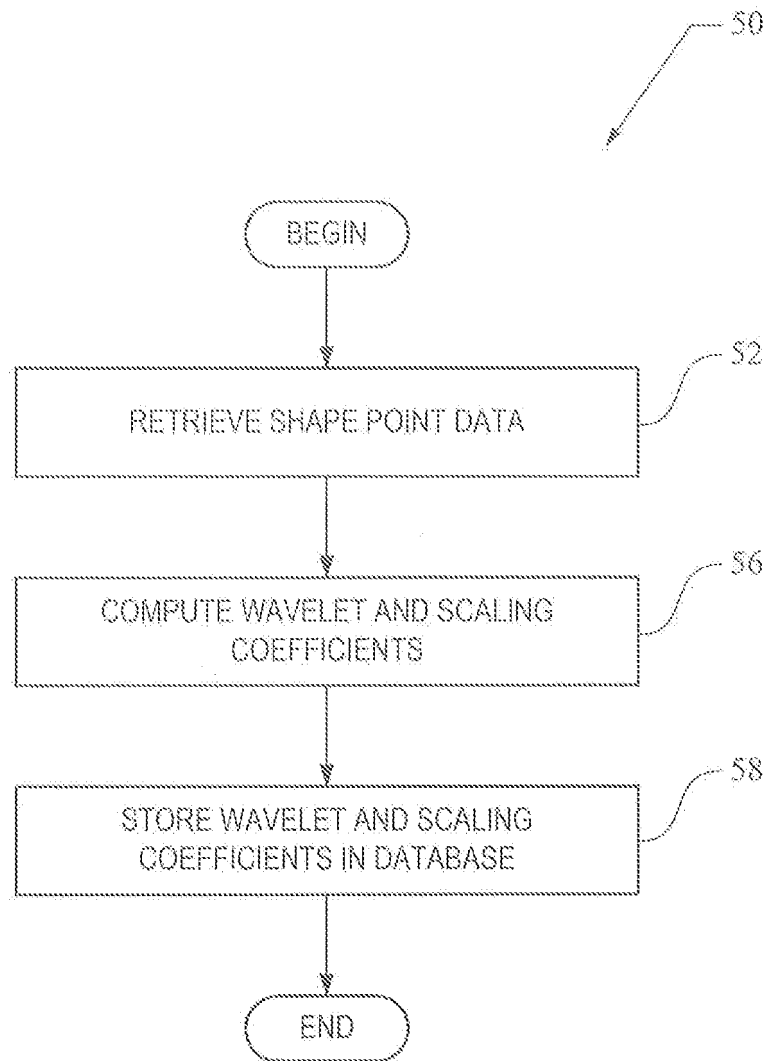 50
BEGIN
52
RETRIEVE SHAPE POINT DATA
56
COMPUTE WAVELET AND SCALING
COEFFICIENTS
58
STORE WAVELET AND SCALING
COEFFICIENTS IN DATABASE
END